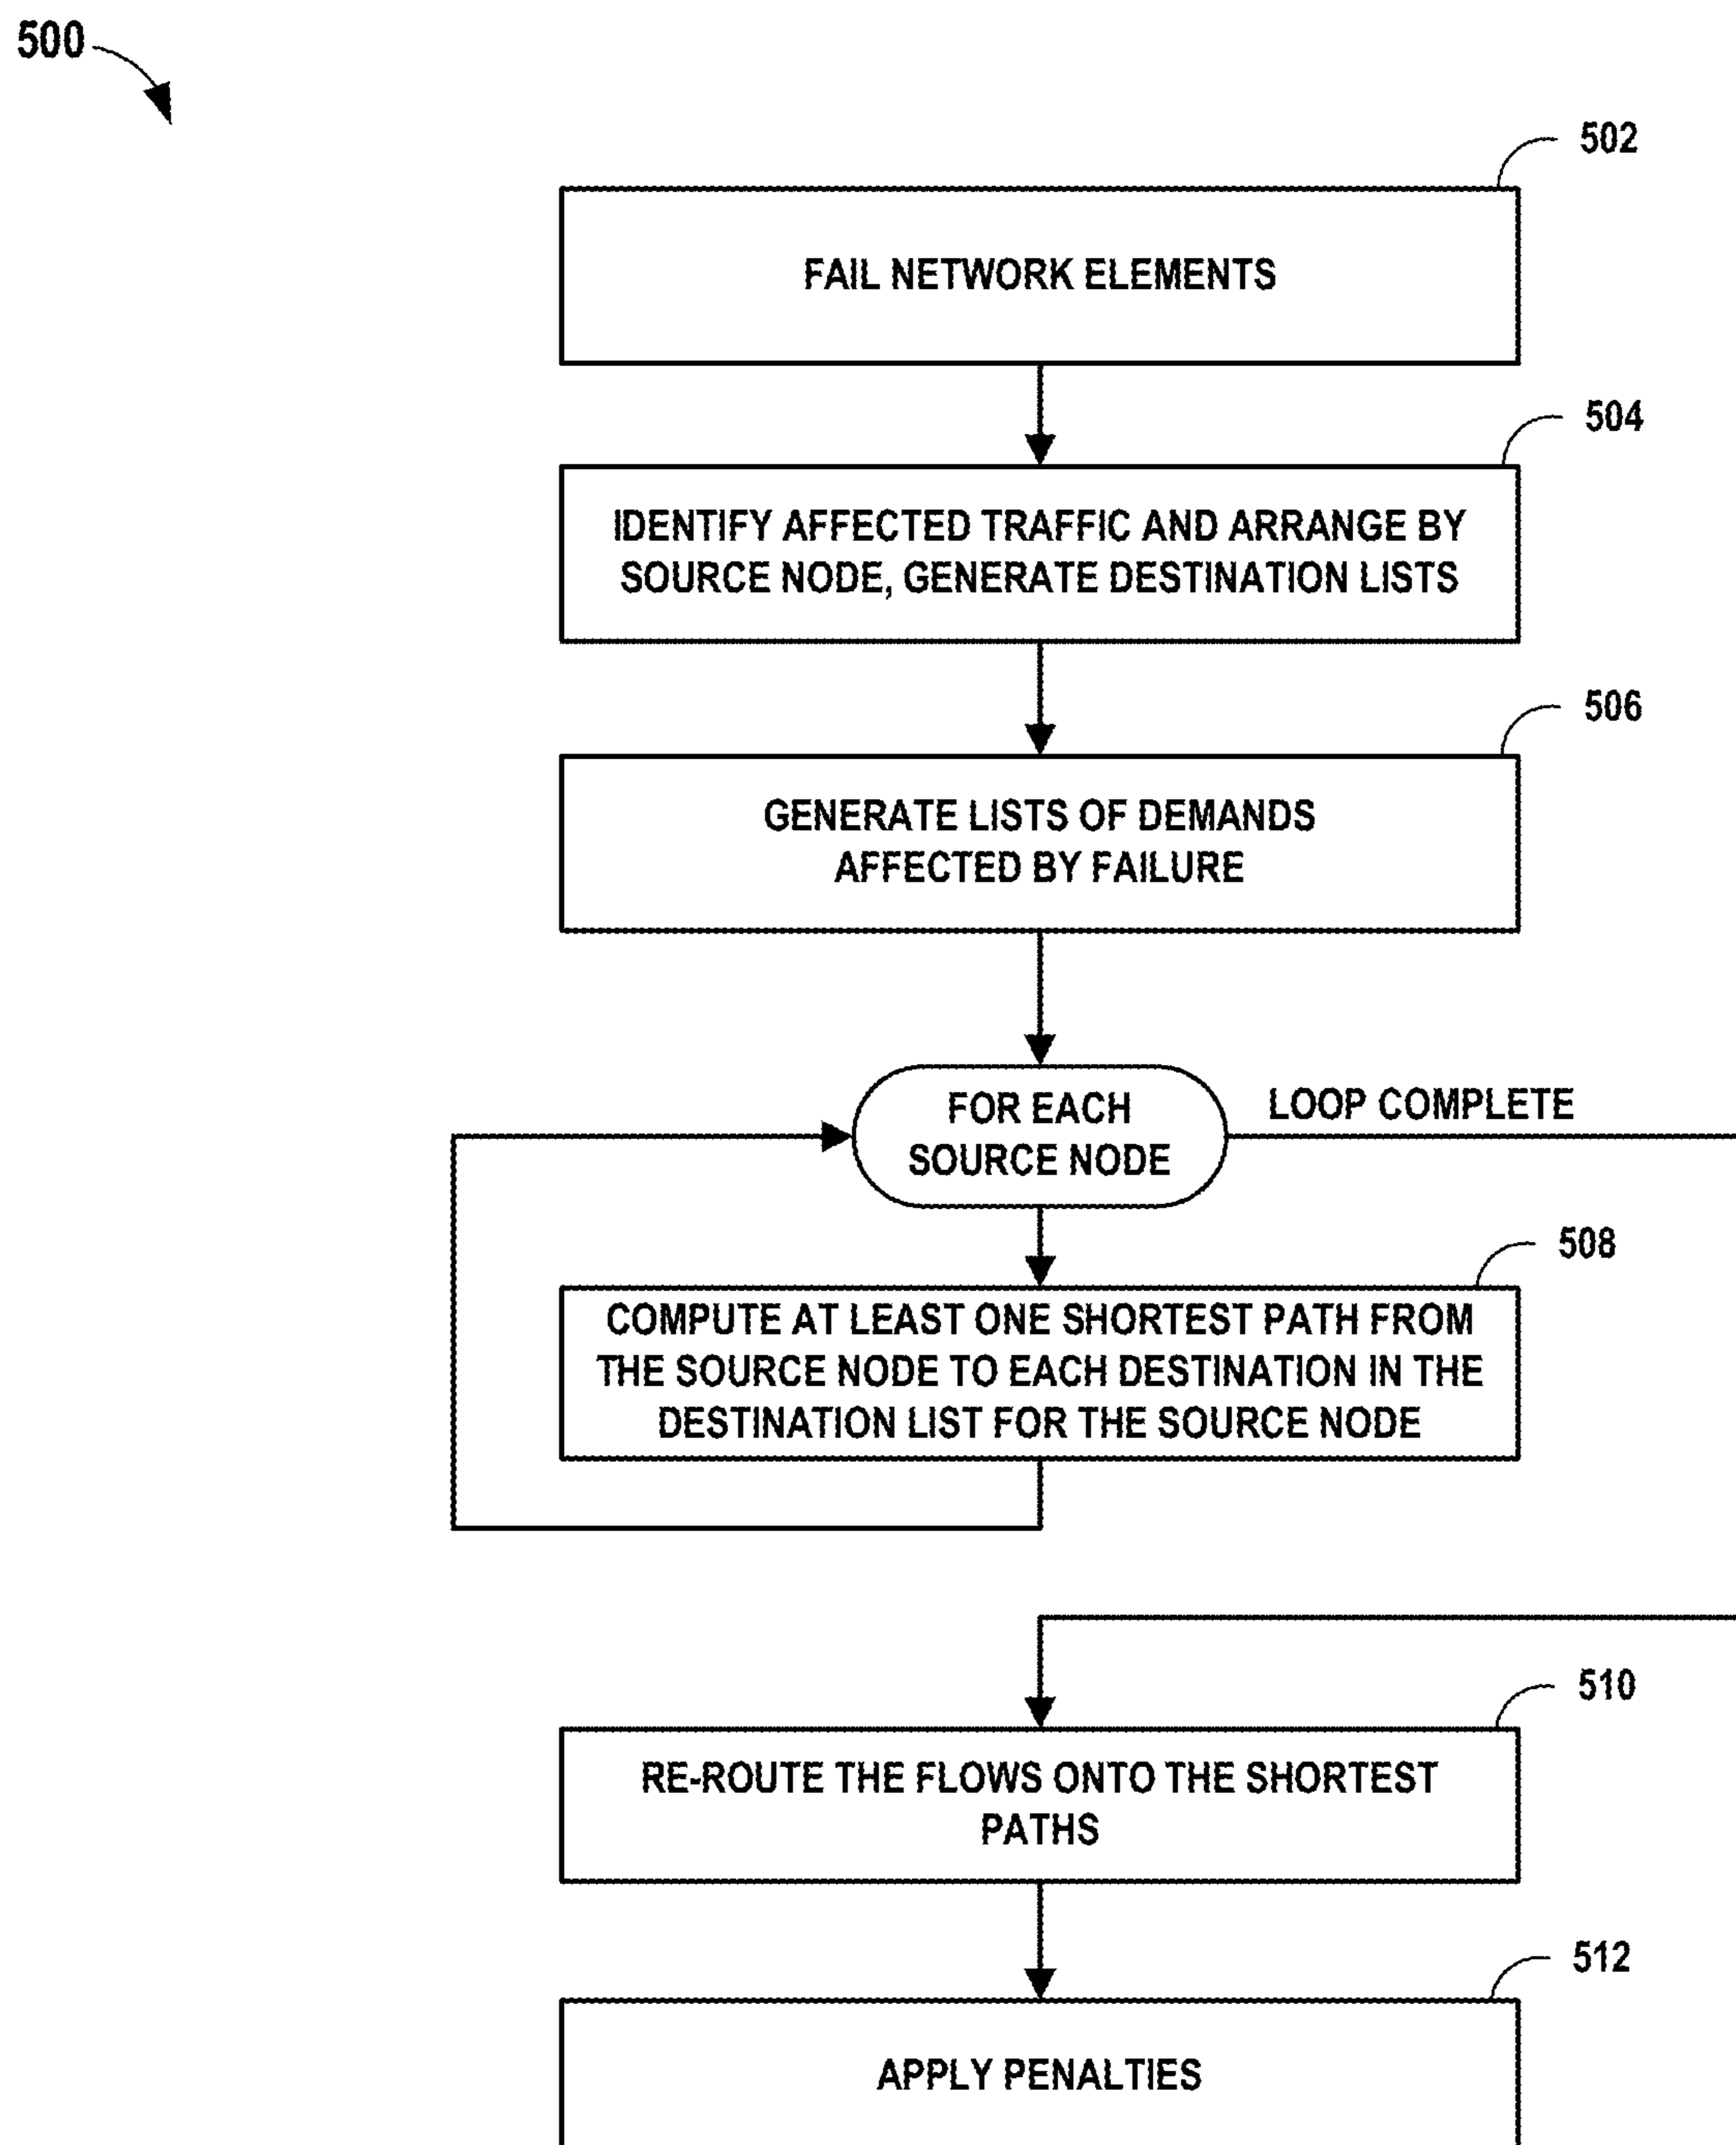 500
502
FAIL NETWORK ELEMENTS
504
IDENTIFY AFFECTED TRAFFIC AND ARRANGE BY
SOURCE NODE, GENERATE DESTINATION LISTS
506
GENERATE LISTS OF DEMANDS
AFFECTED BY FAILURE
FOR EACH
SOURCE NODE
LOOP COMPLETE
508
COMPUTE AT LEAST ONE SHORTEST PATH FROM
THE SOURCE NODE TO EACH DESTINATION IN THE
DESTINATION LIST FOR THE SOURCE NODE
510
RE-ROUTE THE FLOWS ONTO THE SHORTEST
PATHS
512
APPLY PENALTIES